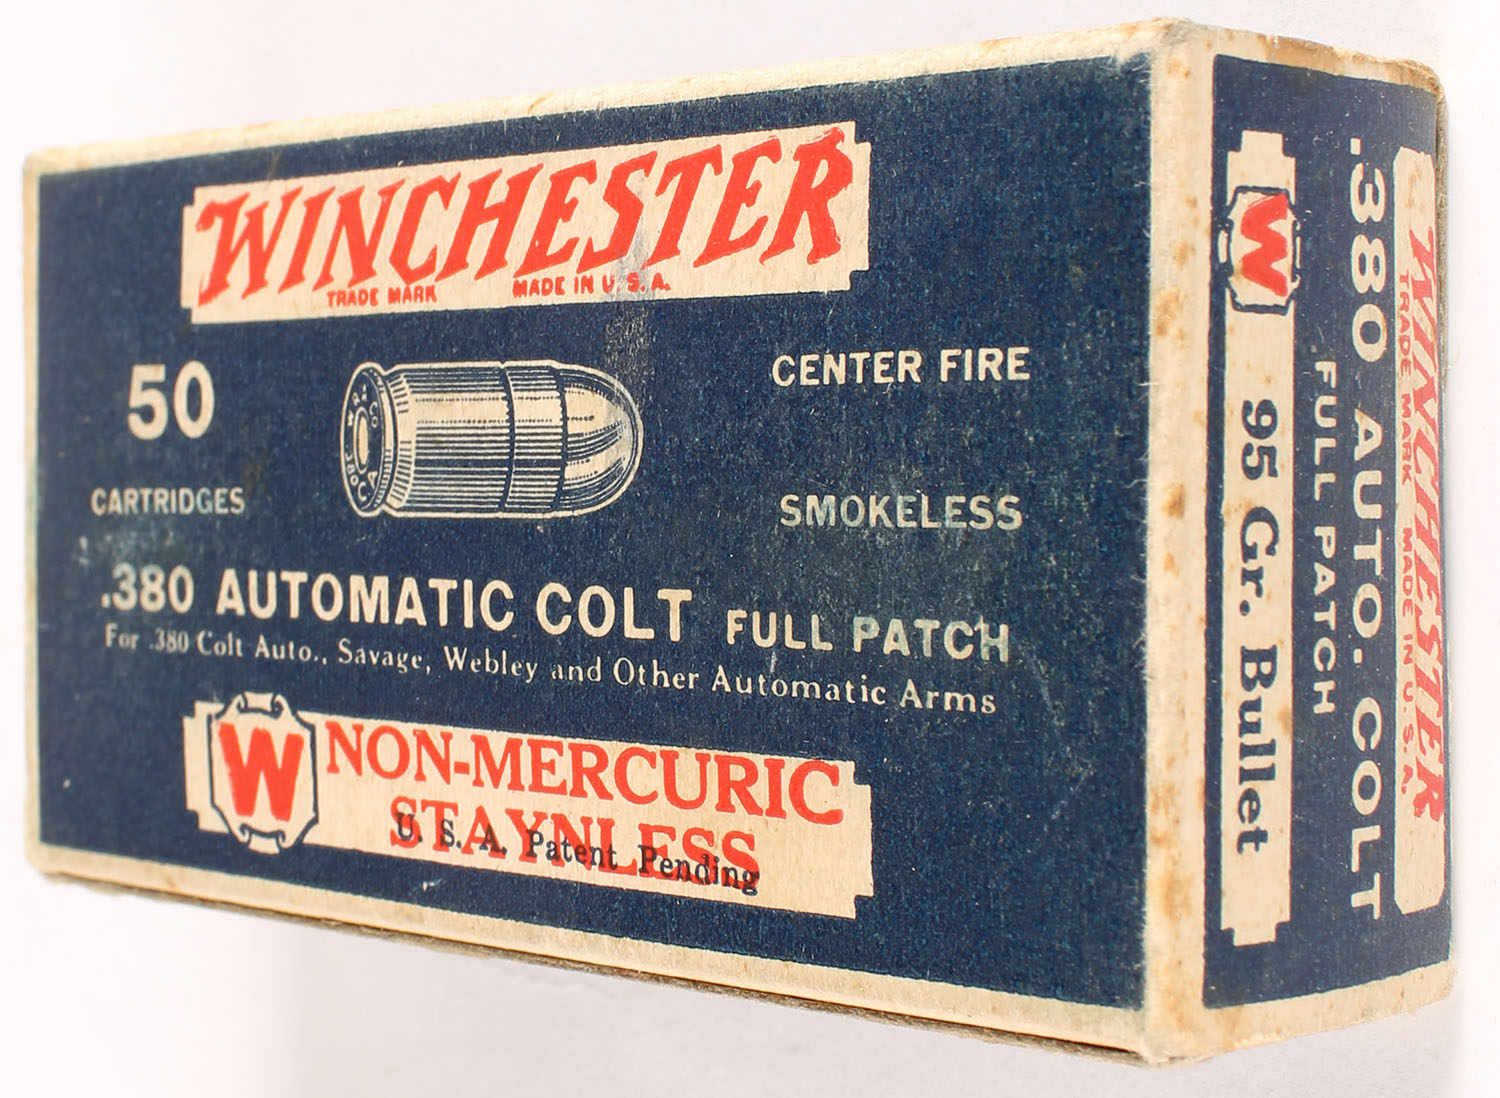 WINCHESTER
TRADE MARK MADE IN U.S.A.
50
CARTRIDGES
W.R.A. CO.
.380 C A
CENTER FIRE
SMOKELESS
.380 AUTOMATIC COLT FULL PATCH
For .380 Colt Auto., Savage, Webley and Other Automatic Arms
W
NON-MERCURIC
STAYNLESS
U. S. A. Patent Pending
WINCHESTER
TRADE MARK MADE IN U.S.A.
.380 AUTO. COLT
FULL PATCH
W 95 Gr. Bullet